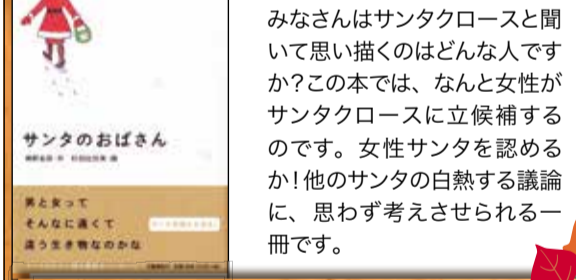 サンタのおばさん
男と女って
そんなに遠くて
違う生き物なのかな
みなさんはサンタクロースと聞
いて思い描くのはどんな人です
か?この本では、なんと女性が
サンタクロースに立候補する
のです。女性サンタを認める
か!他のサンタの白熱する議論
に、思わず考えさせられる一
冊です。